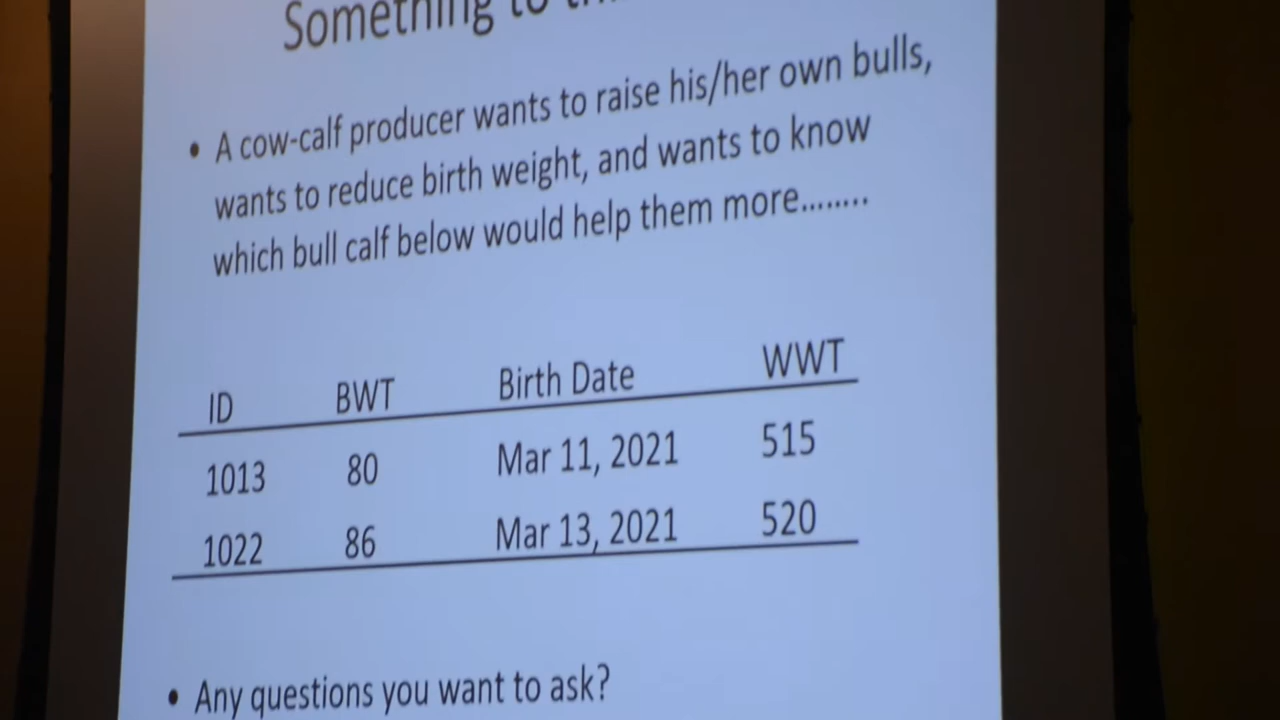 Something to
• A cow-calf producer wants to raise his/her own bulls,
wants to reduce birth weight, and wants to know
which bull calf below would help them more........
ID BWT Birth Date WWT
1013 80 Mar 11, 2021 515
1022 86 Mar 13, 2021 520
• Any questions you want to ask?